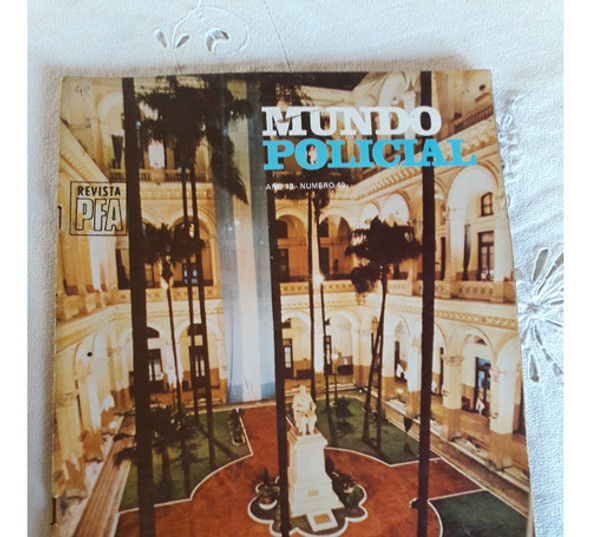 MUNDO
POLICIAL
AÑO 13 - NUMERO 49
REVISTA
PFA